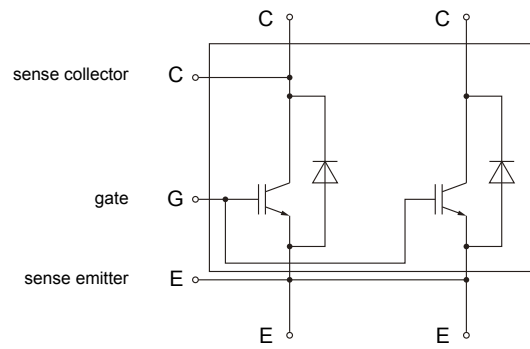 C C
sense collector C
gate G
sense emitter E
E E